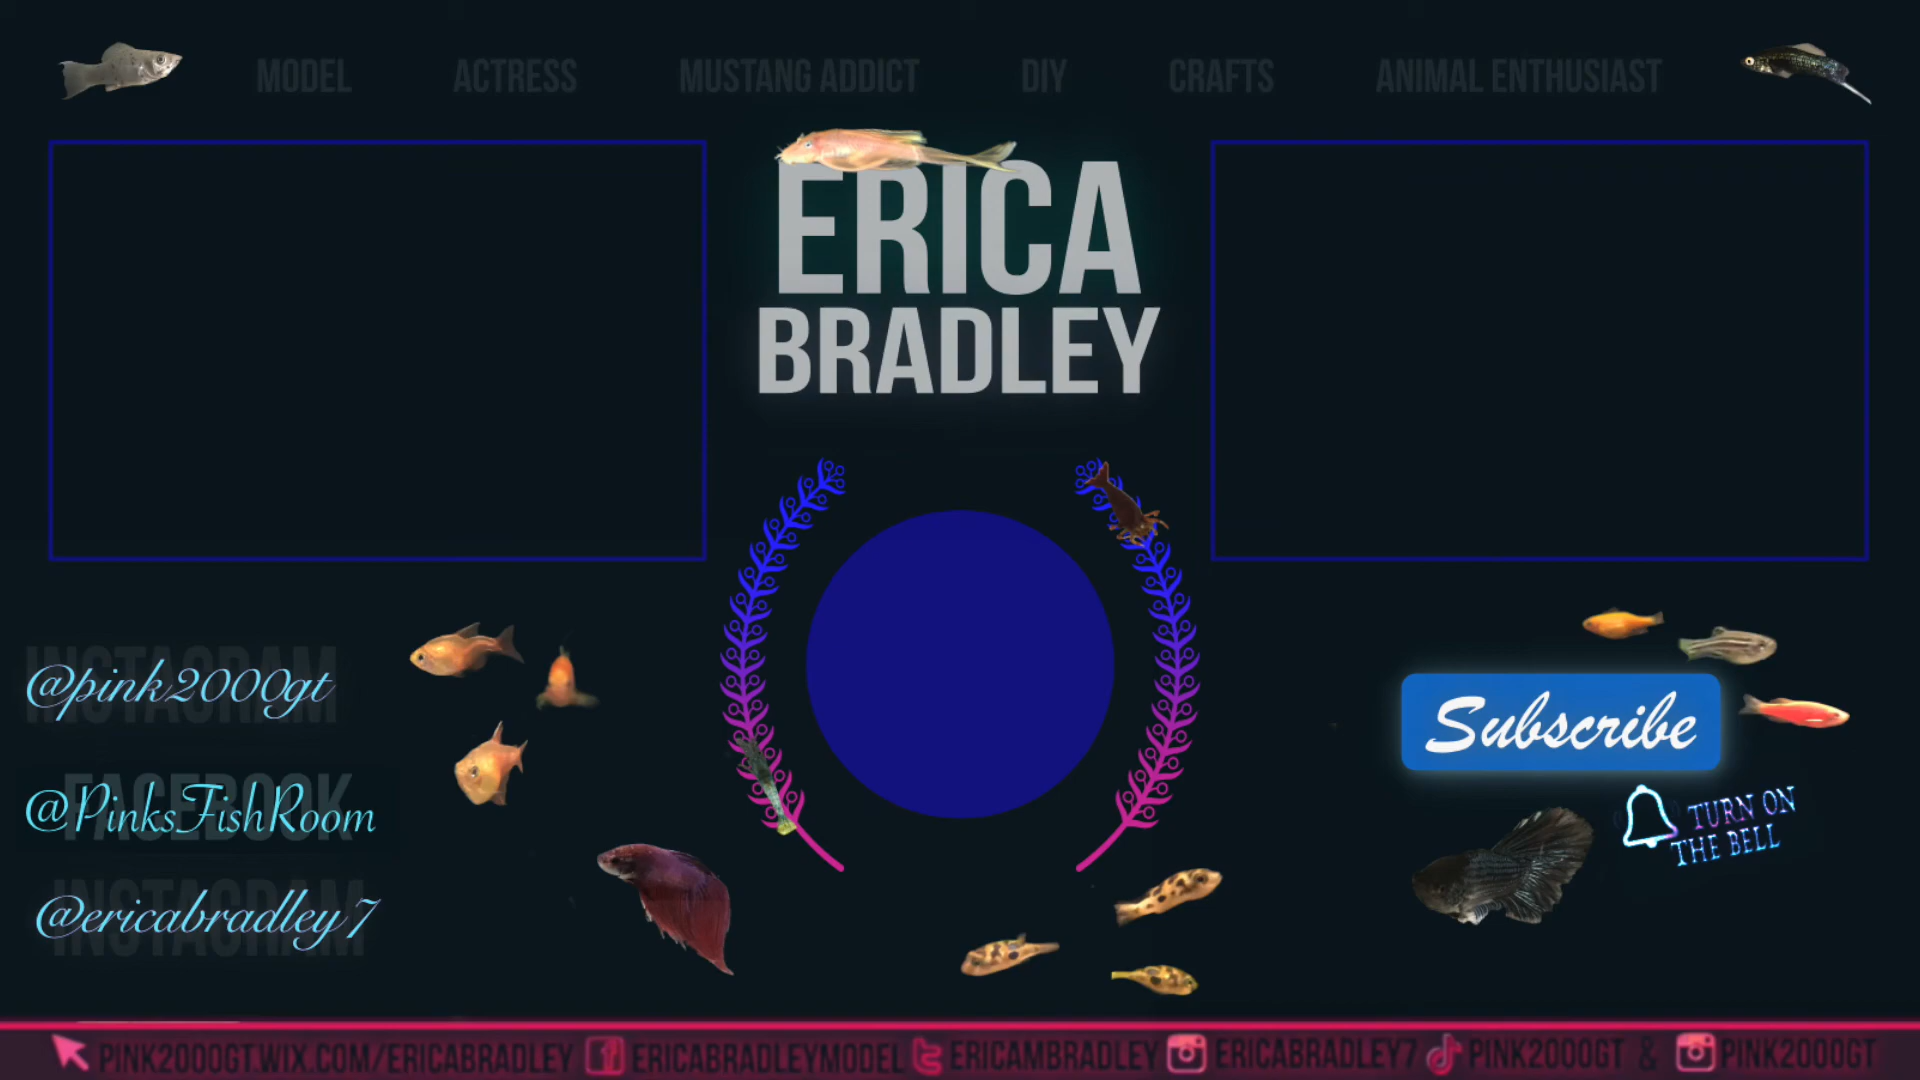 MODEL ACTRESS MUSTANG ADDICT DIY CRAFTS ANIMAL ENTHUSIAST
ERICA
BRADLEY
INSTAGRAM
@pink2000gt
FACEBOOK
@PinksFishRoom
INSTAGRAM
@ericabradley7
Subscribe
TURN ON
THE BELL
PINK2000GT.WIX.COM/ERICABRADLEY ERICABRADLEYMODEL ERICAMBRADLEY ERICABRADLEY7 PINK2000GT & PINK2000GT